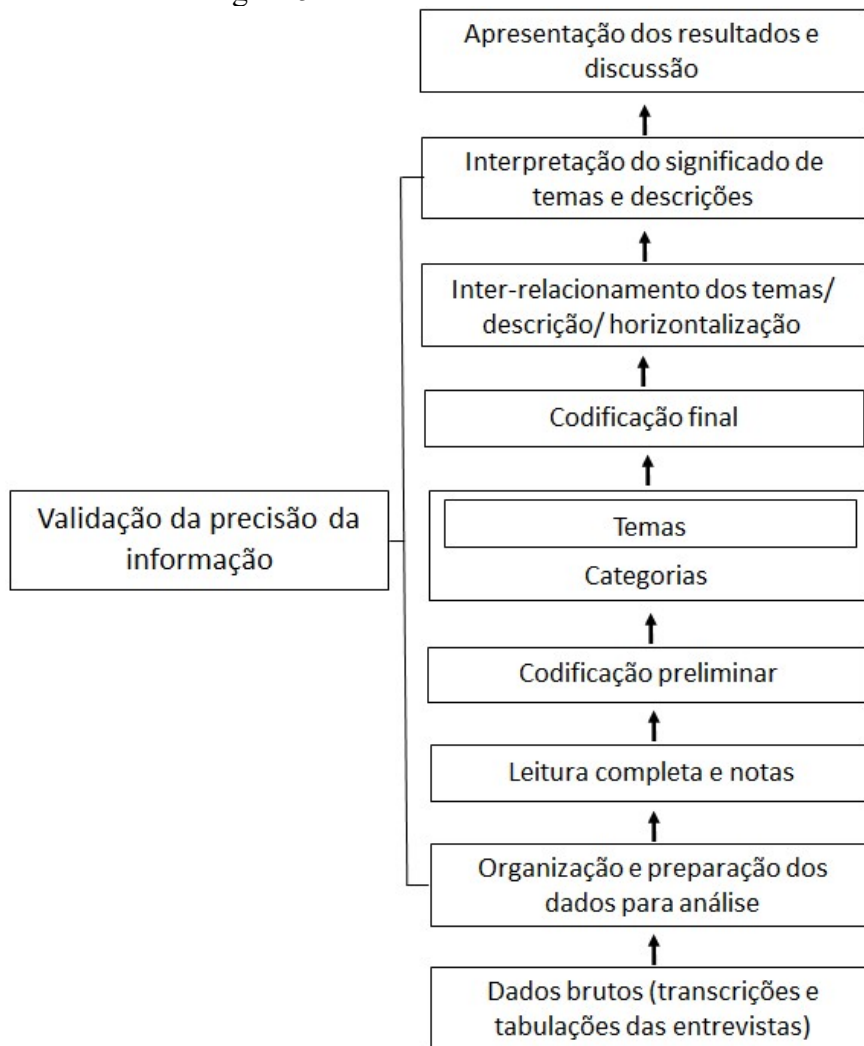 Apresentação dos resultados e
discussão
Interpretação do significado de
temas e descrições
Inter-relacionamento dos temas/
descrição/ horizontalização
Codificação final
Validação da precisão da
informação
Temas
Categorias
Codificação preliminar
Leitura completa e notas
Organização e preparação dos
dados para análise
Dados brutos (transcrições e
tabulações das entrevistas)